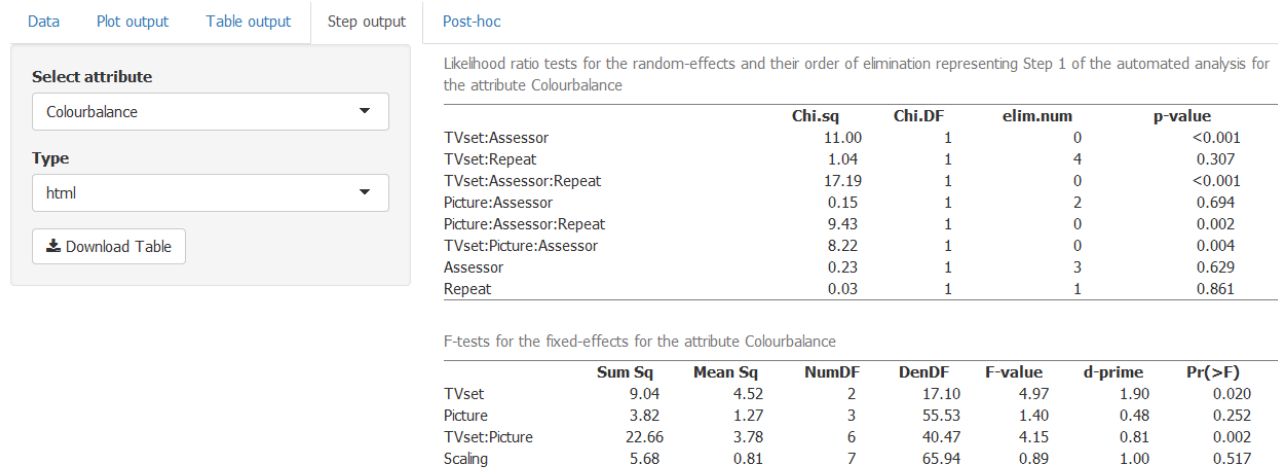 Data Plot output Table output Step output Post-hoc
Select attribute
Colourbalance
Type
html
Download Table
Likelihood ratio tests for the random-effects and their order of elimination representing Step 1 of the automated analysis for
the attribute Colourbalance
Chi.sq Chi.DF elim.num p-value
TVset:Assessor 11.00 1 0 <0.001
TVset:Repeat 1.04 1 4 0.307
TVset:Assessor:Repeat 17.19 1 0 <0.001
Picture:Assessor 0.15 1 2 0.694
Picture:Assessor:Repeat 9.43 1 0 0.002
TVset:Picture:Assessor 8.22 1 0 0.004
Assessor 0.23 1 3 0.629
Repeat 0.03 1 1 0.861
F-tests for the fixed-effects for the attribute Colourbalance
Sum Sq Mean Sq NumDF DenDF F-value d-prime Pr(>F)
TVset 9.04 4.52 2 17.10 4.97 1.90 0.020
Picture 3.82 1.27 3 55.53 1.40 0.48 0.252
TVset:Picture 22.66 3.78 6 40.47 4.15 0.81 0.002
Scaling 5.68 0.81 7 65.94 0.89 1.00 0.517